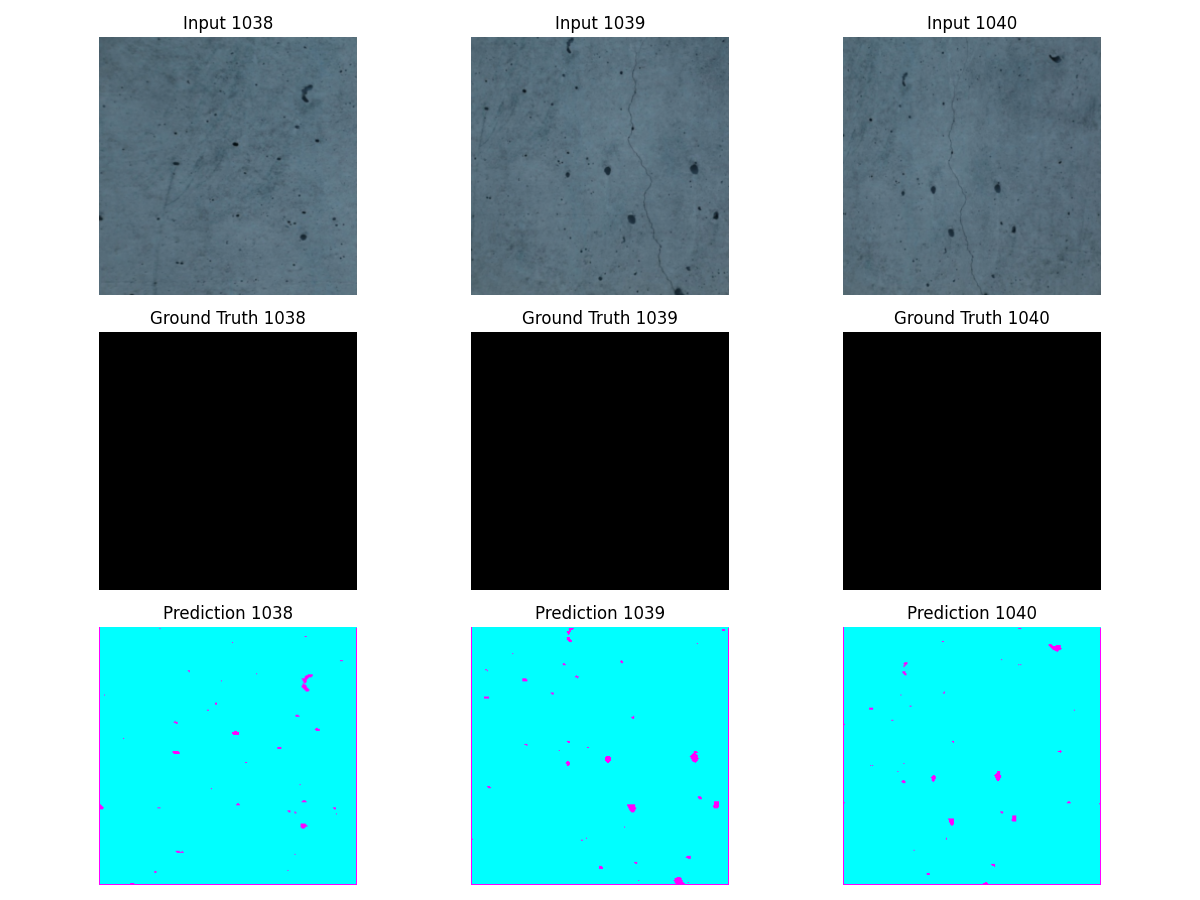 Input 1038
Input 1039
Input 1040
Ground Truth 1038
Ground Truth 1039
Ground Truth 1040
Prediction 1038
Prediction 1039
Prediction 1040